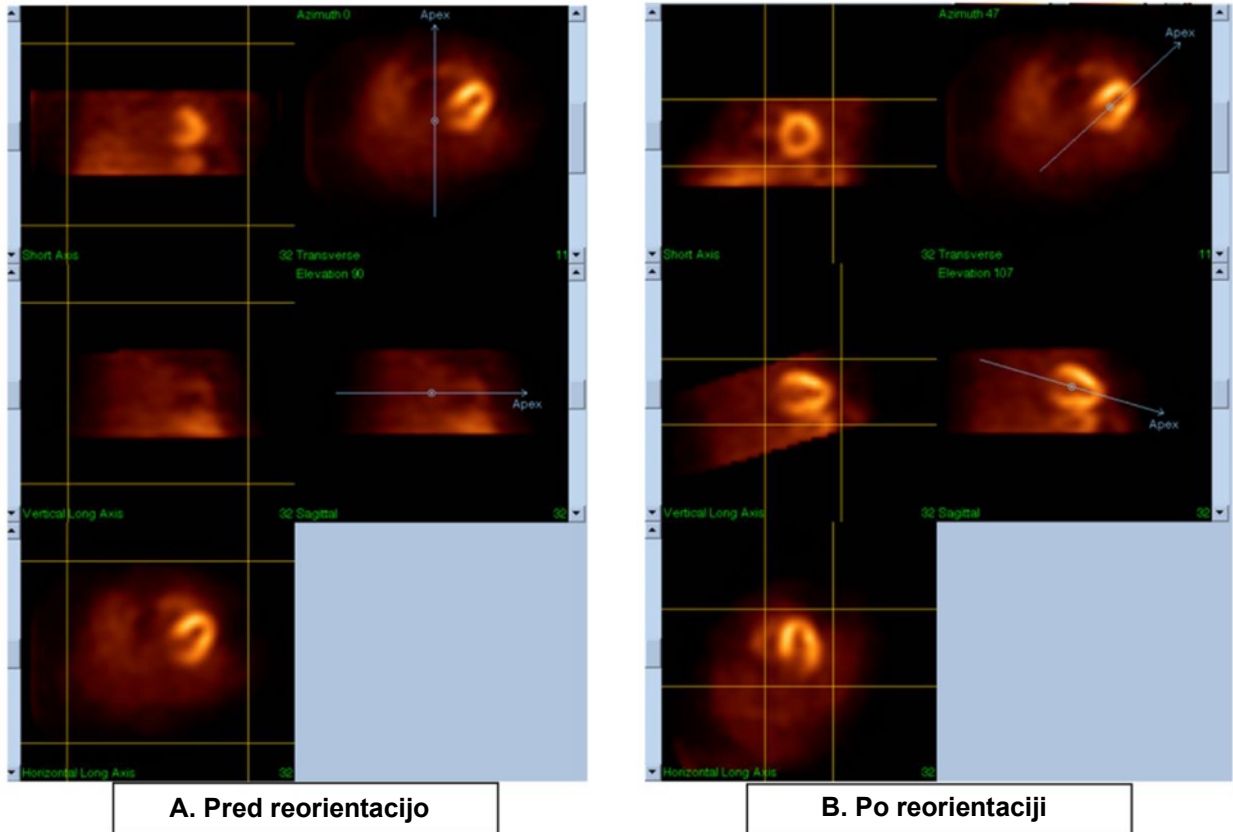 Azimuth 0
Apex
Short Axis 32
Transverse 11
Elevation 90
Apex
Vertical Long Axis 32
Sagittal 32
Horizontal Long Axis 32
A. Pred reorientacijo
Azimuth 47
Apex
Short Axis 32
Transverse 11
Elevation 107
Apex
Vertical Long Axis 32
Sagittal 32
Horizontal Long Axis 32
B. Po reorientaciji